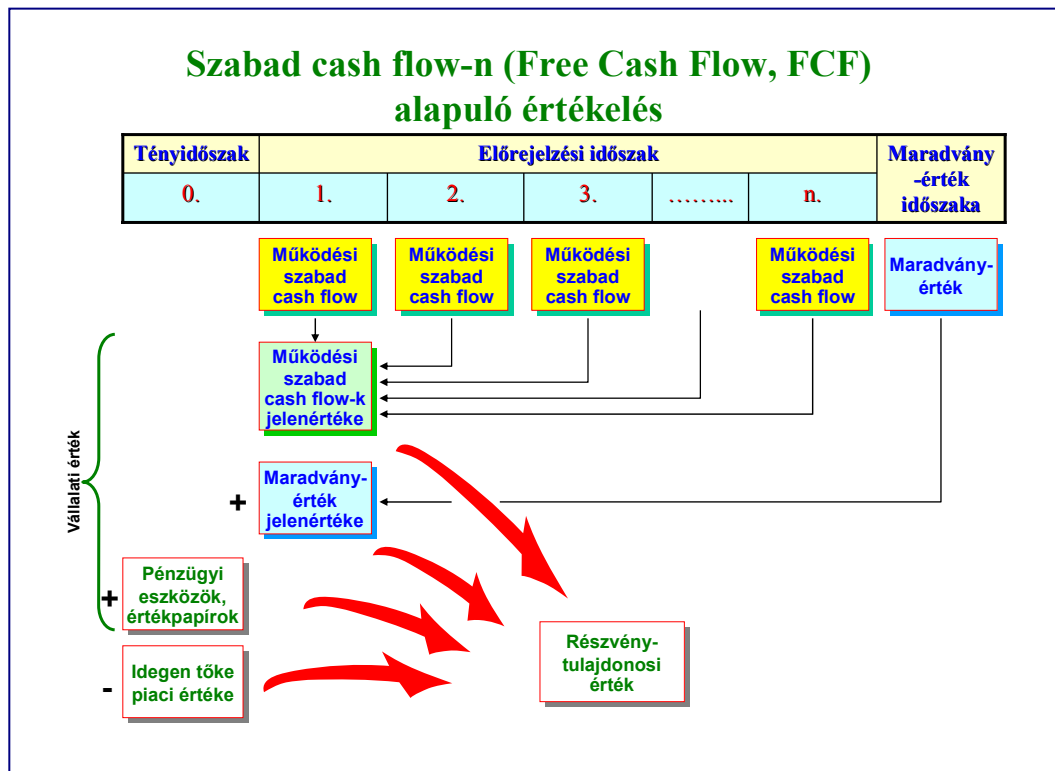 Szabad cash flow-n (Free Cash Flow, FCF)
alapuló értékelés
Tényidőszak
Előrejelzési időszak
Maradvány
-érték
időszaka
0.
1.
2.
3.
……...
n.
Működési
szabad
cash flow
Működési
szabad
cash flow
Működési
szabad
cash flow
Működési
szabad
cash flow
Maradvány-
érték
Működési
szabad
cash flow-k
jelenértéke
Vállalati érték
+
Maradvány-
érték
jelenértéke
+
Pénzügyi
eszközök,
értékpapírok
-
Idegen tőke
piaci értéke
Részvény-
tulajdonosi
érték